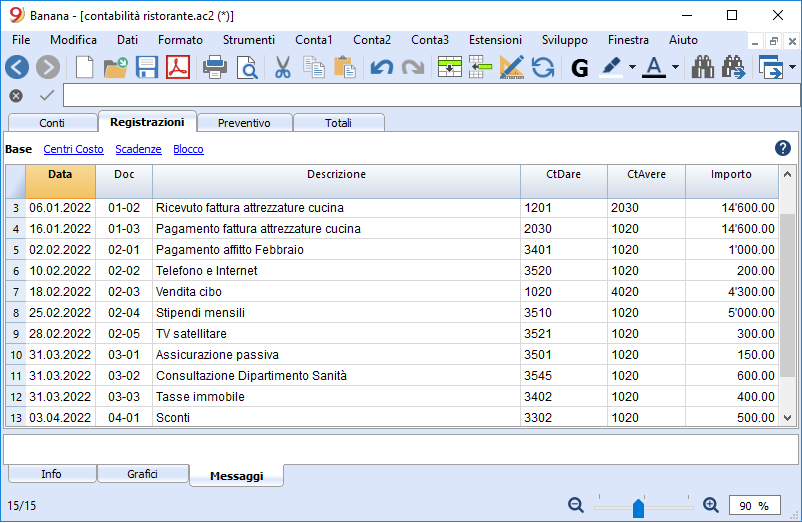 Banana - [contabilità ristorante.ac2 (*)]
File Modifica Dati Formato Strumenti Conta1 Conta2 Conta3 Estensioni Sviluppo Finestra Aiuto
G A
Conti Registrazioni Preventivo Totali
Base Centri Costo Scadenze Blocco ?
Data Doc Descrizione CtDare CtAvere Importo
3 06.01.2022 01-02 Ricevuto fattura attrezzature cucina 1201 2030 14'600.00
4 16.01.2022 01-03 Pagamento fattura attrezzature cucina 2030 1020 14'600.00
5 02.02.2022 02-01 Pagamento affitto Febbraio 3401 1020 1'000.00
6 10.02.2022 02-02 Telefono e Internet 3520 1020 200.00
7 18.02.2022 02-03 Vendita cibo 1020 4020 4'300.00
8 25.02.2022 02-04 Stipendi mensili 3510 1020 5'000.00
9 28.02.2022 02-05 TV satellitare 3521 1020 300.00
10 31.03.2022 03-01 Assicurazione passiva 3501 1020 150.00
11 31.03.2022 03-02 Consultazione Dipartimento Sanità 3545 1020 600.00
12 31.03.2022 03-03 Tasse immobile 3402 1020 400.00
13 03.04.2022 04-01 Sconti 3302 1020 500.00
Info Grafici Messaggi
15/15 90 %